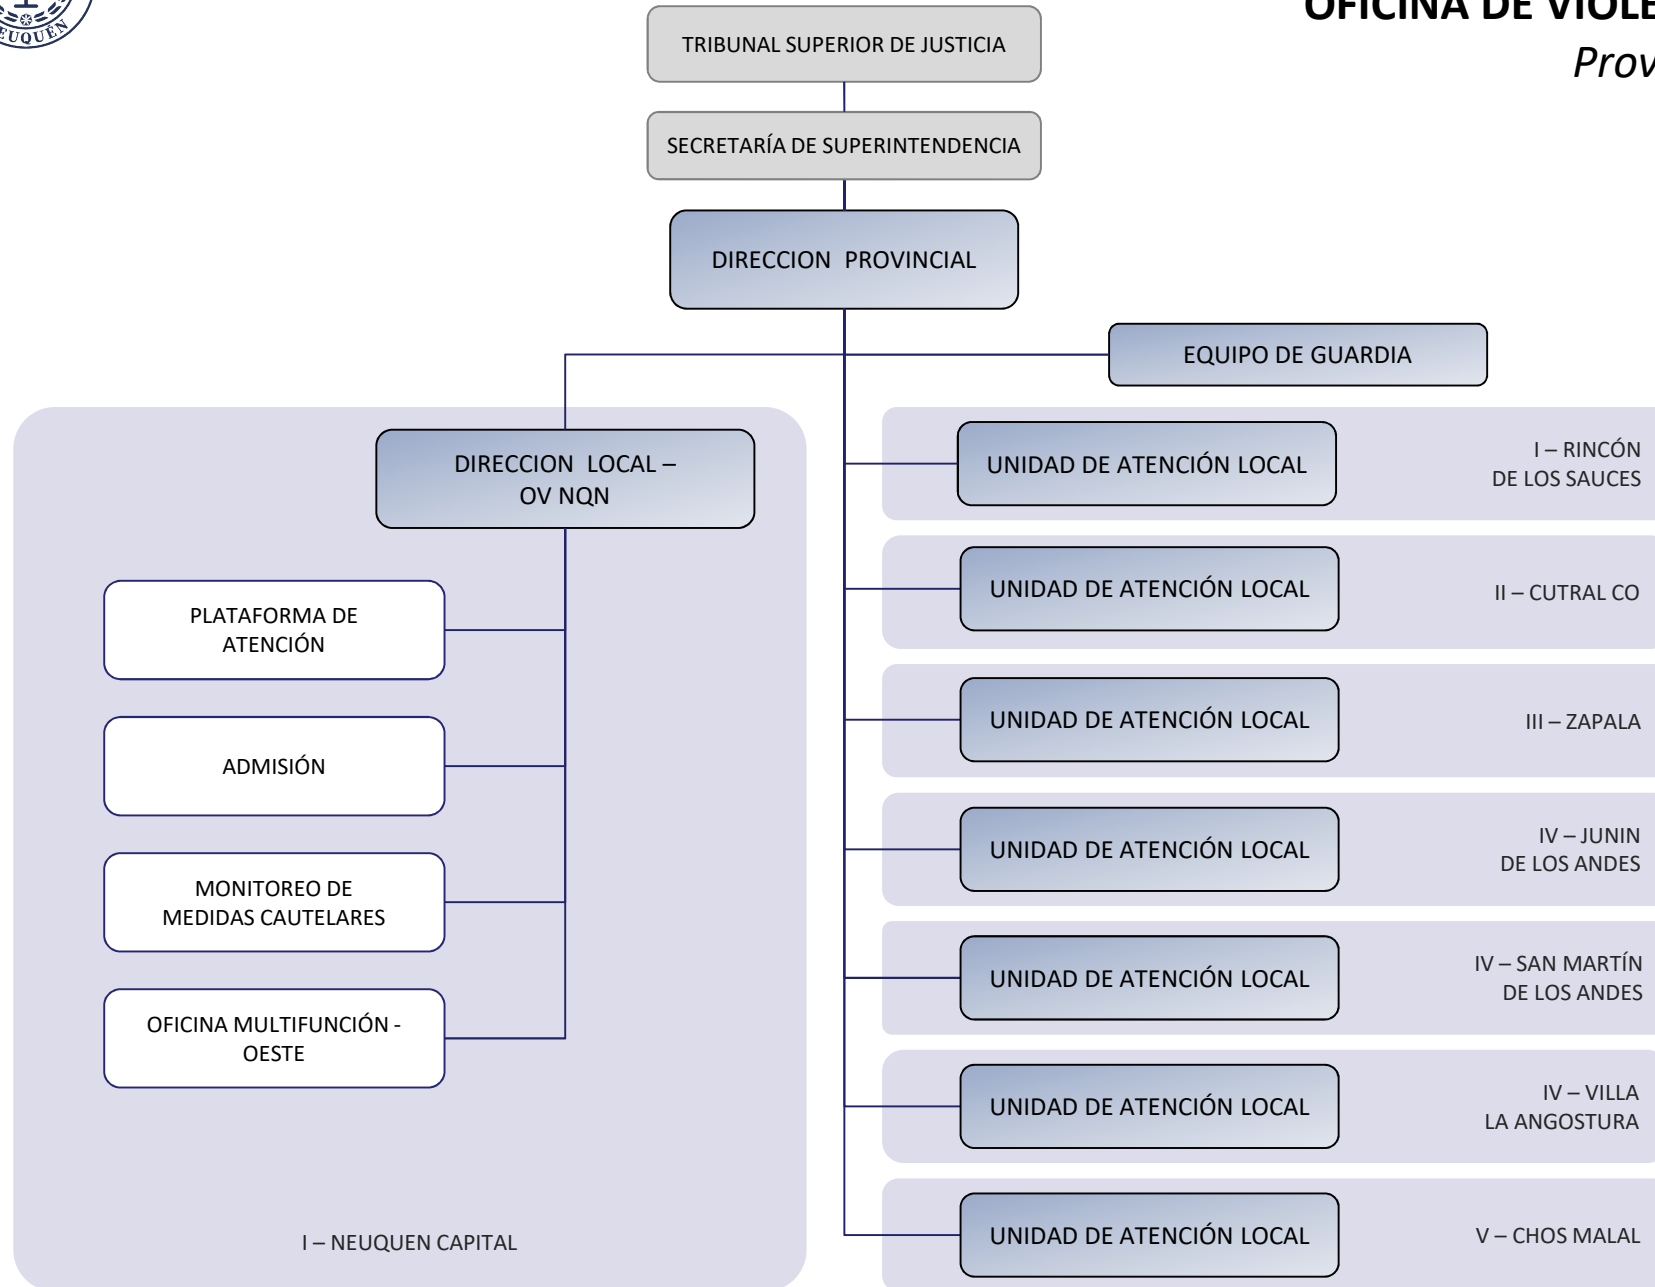 OFICINA DE
TRIBUNAL SUPERIOR DE JUSTICIA
SECRETARÍA DE SUPERINTENDENCIA
DIRECCION PROVINCIAL
EQUIPO DE GUARDIA
DIRECCION LOCAL –
OV NQN
PLATAFORMA DE
ATENCIÓN
ADMISIÓN
MONITOREO DE
MEDIDAS CAUTELARES
OFICINA MULTIFUNCIÓN -
OESTE
I – NEUQUEN CAPITAL
UNIDAD DE ATENCIÓN LOCAL
I – RINCÓN
DE LOS SAUCES
UNIDAD DE ATENCIÓN LOCAL
II – CUTRAL CO
UNIDAD DE ATENCIÓN LOCAL
III – ZAPALA
UNIDAD DE ATENCIÓN LOCAL
IV – JUNIN
DE LOS ANDES
UNIDAD DE ATENCIÓN LOCAL
IV – SAN MARTÍN
DE LOS ANDES
UNIDAD DE ATENCIÓN LOCAL
IV – VILLA
LA ANGOSTURA
UNIDAD DE ATENCIÓN LOCAL
V – CHOS MALAL